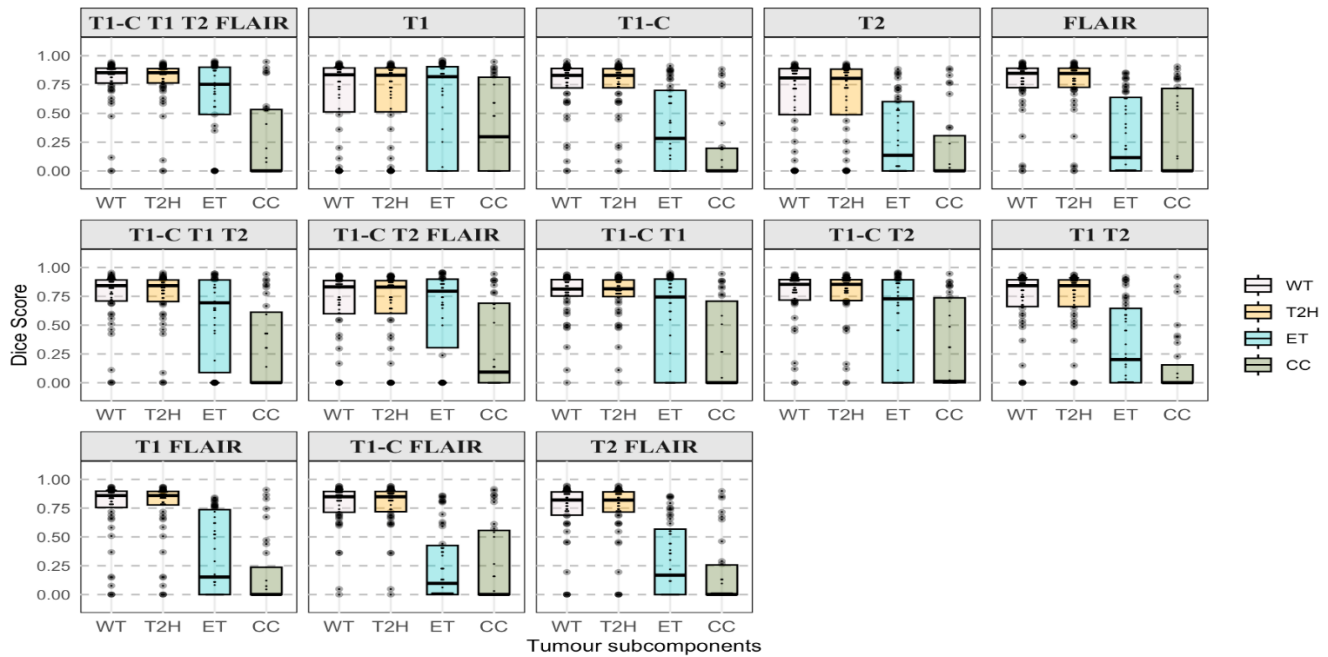 T1-C T1 T2 FLAIR T1 T1-C T2 FLAIR
1.00
0.75
0.50
0.25
0.00
WT T2H ET CC WT T2H ET CC WT T2H ET CC WT T2H ET CC WT T2H ET CC
T1-C T1 T2 T1-C T2 FLAIR T1-C T1 T1-C T2 T1 T2
1.00
0.75
0.50
0.25
0.00
Dice Score
WT T2H ET CC WT T2H ET CC WT T2H ET CC WT T2H ET CC WT T2H ET CC
WT
T2H
ET
CC
T1 FLAIR T1-C FLAIR T2 FLAIR
1.00
0.75
0.50
0.25
0.00
WT T2H ET CC WT T2H ET CC WT T2H ET CC
Tumour subcomponents